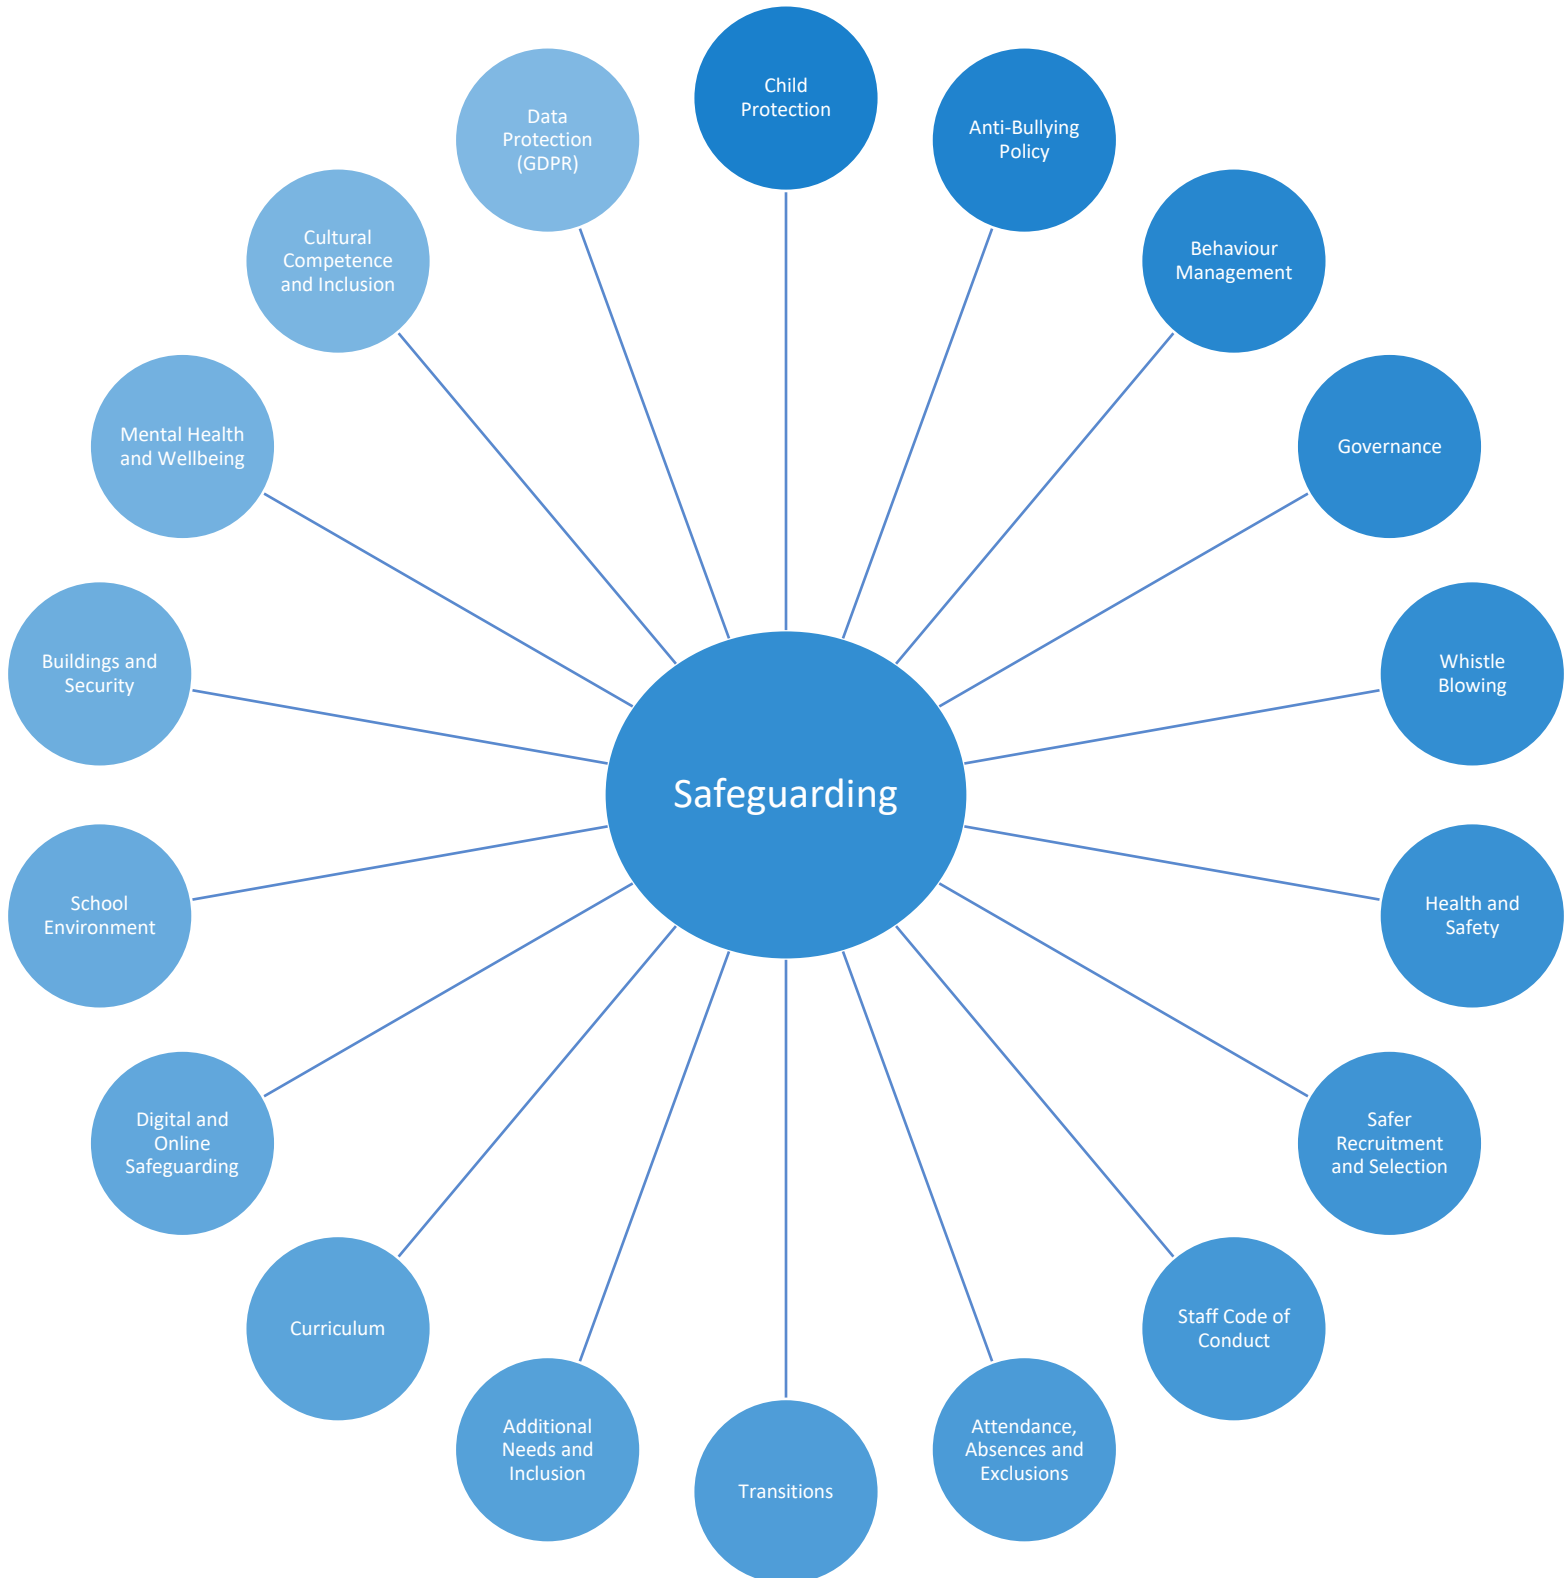 Child
Protection
Anti-Bullying
Policy
Behaviour
Management
Governance
Whistle
Blowing
Health and
Safety
Safer
Recruitment
and Selection
Staff Code of
Conduct
Attendance,
Absences and
Exclusions
Transitions
Additional
Needs and
Inclusion
Curriculum
Digital and
Online
Safeguarding
School
Environment
Buildings and
Security
Mental Health
and Wellbeing
Cultural
Competence
and Inclusion
Data
Protection
(GDPR)
Safeguarding